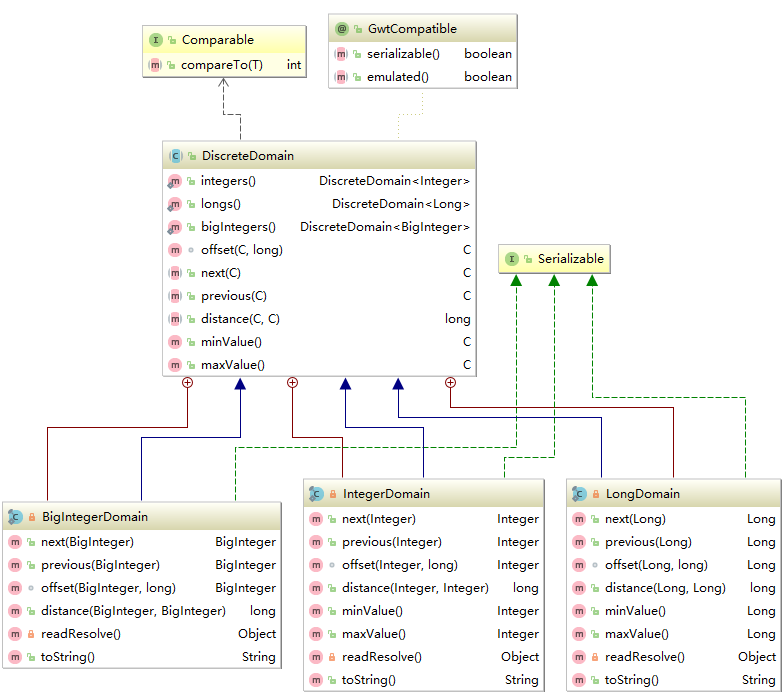 Comparable
compareTo(T) int
GwtCompatible
serializable() boolean
emulated() boolean
DiscreteDomain
integers() DiscreteDomain<Integer>
longs() DiscreteDomain<Long>
bigIntegers() DiscreteDomain<BigInteger>
offset(C, long) C
next(C) C
previous(C) C
distance(C, C) long
minValue() C
maxValue() C
Serializable
BigIntegerDomain
next(BigInteger) BigInteger
previous(BigInteger) BigInteger
offset(BigInteger, long) BigInteger
distance(BigInteger, BigInteger) long
readResolve() Object
toString() String
IntegerDomain
next(Integer) Integer
previous(Integer) Integer
offset(Integer, long) Integer
distance(Integer, Integer) long
minValue() Integer
maxValue() Integer
readResolve() Object
toString() String
LongDomain
next(Long) Long
previous(Long) Long
offset(Long, long) Long
distance(Long, Long) long
minValue() Long
maxValue() Long
readResolve() Object
toString() String